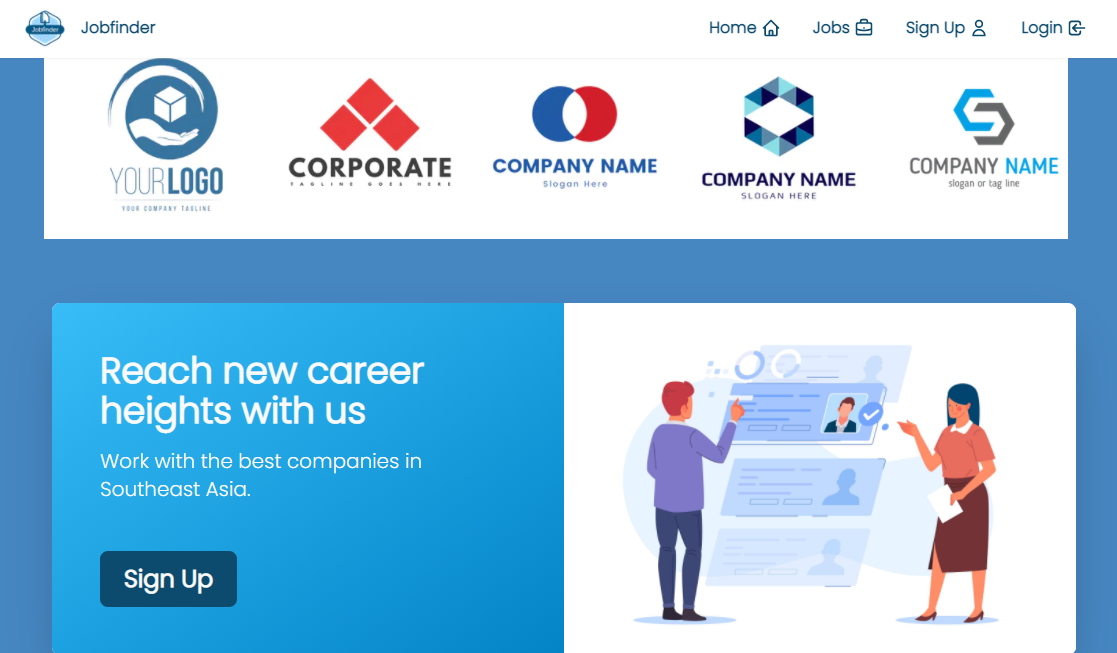 Jobfinder
Jobfinder
Home
Jobs
Sign Up
Login
YOUR LOGO
YOUR COMPANY TAGLINE
CORPORATE
TAGLINE GOES HERE
COMPANY NAME
Slogan Here
COMPANY NAME
SLOGAN HERE
COMPANY NAME
slogan or tag line
Reach new career
heights with us
Work with the best companies in
Southeast Asia.
Sign Up